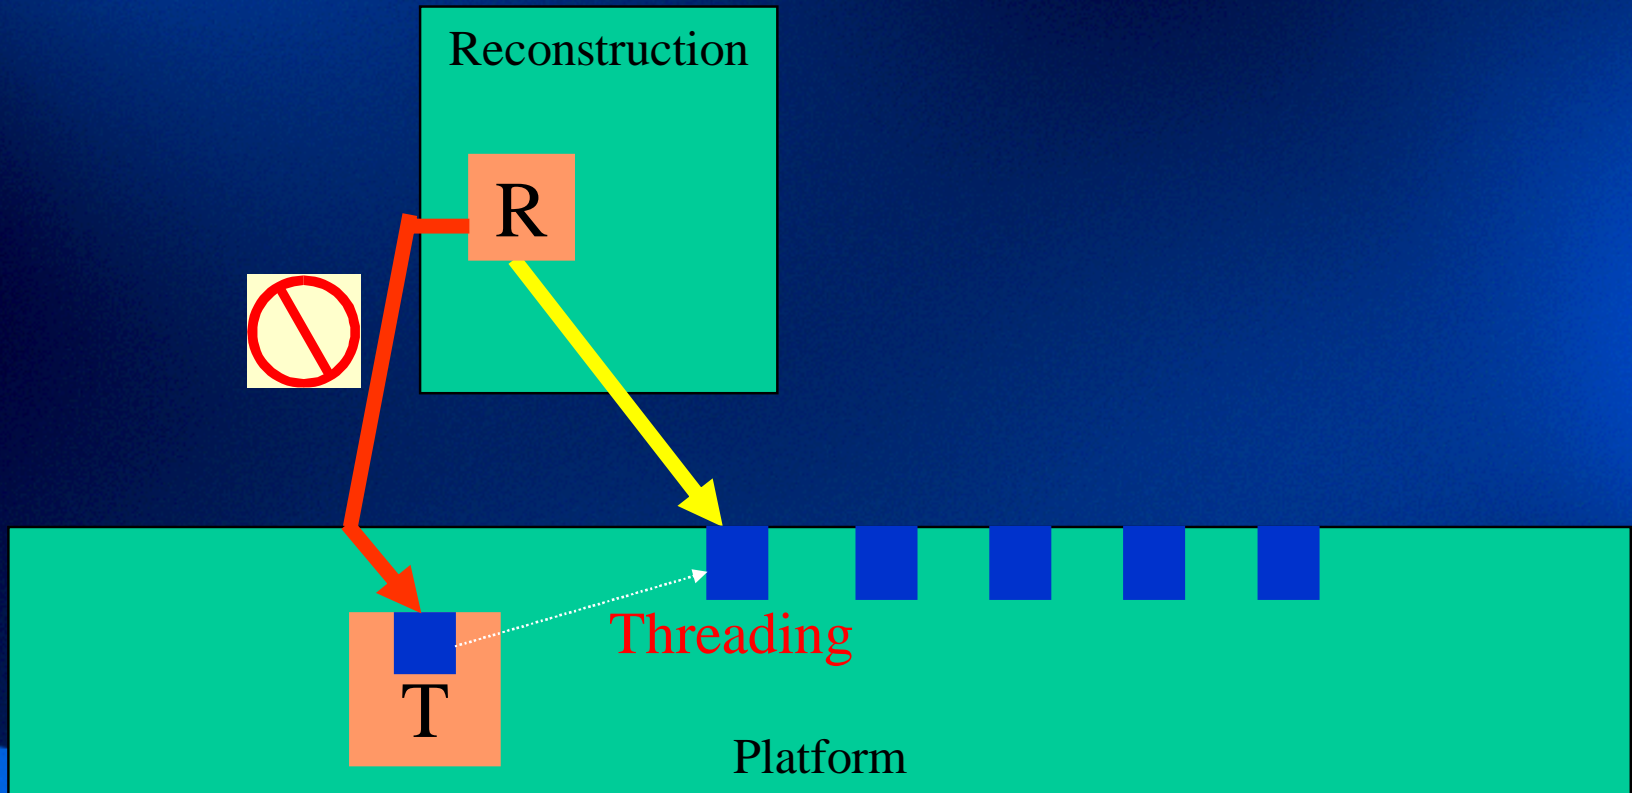 Reconstruction
R
Threading
T
Platform